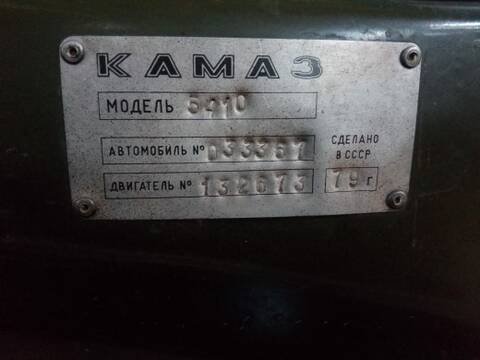 КАМАЗ
МОДЕЛЬ 5410
АВТОМОБИЛЬ № 033367
СДЕЛАНО
В СССР
ДВИГАТЕЛЬ № 132673
79 г